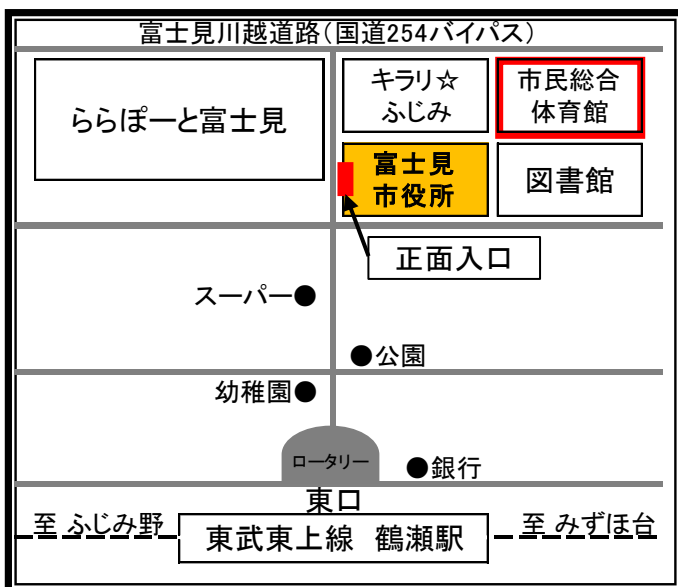 富士見川越道路（国道254バイパス）
ららぽーと富士見
キラリ☆
ふじみ
市民総合
体育館
富士見
市役所
図書館
正面入口
スーパー●
●公園
幼稚園●
ロータリー
●銀行
東口
至 ふじみ野
東武東上線 鶴瀬駅
至 みずほ台